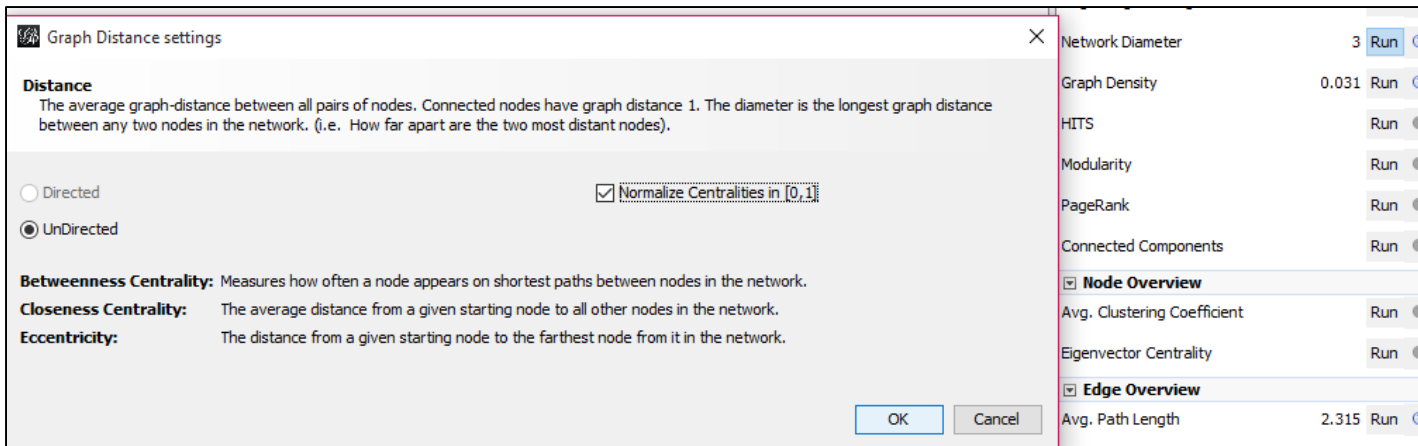 Graph Distance settings
Distance
The average graph-distance between all pairs of nodes. Connected nodes have graph distance 1. The diameter is the longest graph distance
between any two nodes in the network. (i.e. How far apart are the two most distant nodes).
Directed
Normalize Centralities in [0,1]
UnDirected
Betweenness Centrality: Measures how often a node appears on shortest paths between nodes in the network.
Closeness Centrality: The average distance from a given starting node to all other nodes in the network.
Eccentricity: The distance from a given starting node to the farthest node from it in the network.
OK Cancel
Network Diameter 3 Run
Graph Density 0.031 Run
HITS Run
Modularity Run
PageRank Run
Connected Components Run
Node Overview
Avg. Clustering Coefficient Run
Eigenvector Centrality Run
Edge Overview
Avg. Path Length 2.315 Run